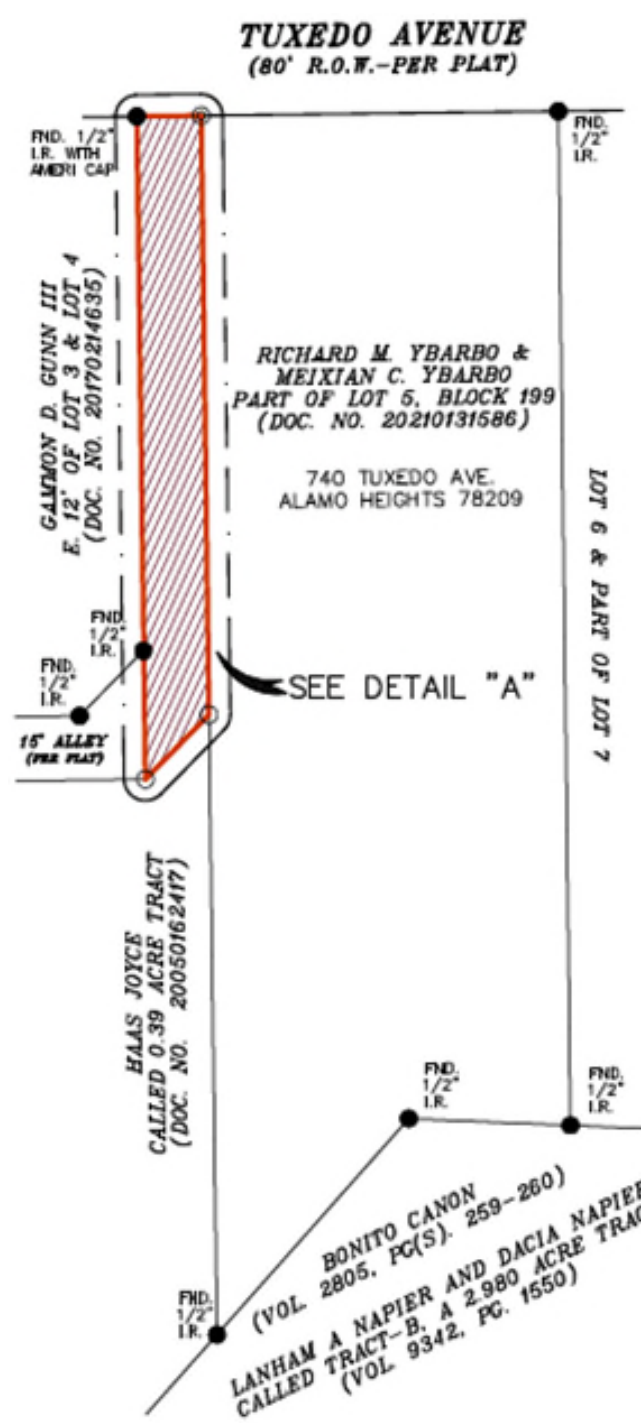 TUXEDO AVENUE
(80' R.O.W.-PER PLAT)
FND. 1/2"
I.R. WITH
AMERI CAP
FND.
1/2"
I.R.
GAMMON D. GUNN III
E. 12' OF LOT 3 & LOT 4
(DOC. NO. 20170214635)
RICHARD M. YBARBO &
MEIXIAN C. YBARBO
PART OF LOT 5, BLOCK 199
(DOC. NO. 20210131586)
740 TUXEDO AVE.
ALAMO HEIGHTS 78209
LOT 6 & PART OF LOT 7
FND.
1/2"
I.R.
FND.
1/2"
I.R.
SEE DETAIL "A"
15' ALLEY
(PER PLAT)
HAAS JOYCE
CALLED 0.39 ACRE TRACT
(DOC. NO. 20050162417)
FND.
1/2"
I.R.
FND.
1/2"
I.R.
BONITO CANON
(VOL. 2805, PG(S). 259-260)
FND.
1/2"
I.R.
LANHAM A NAPIER AND DACIA NAPIER
CALLED TRACT-B, A 2.980 ACRE TRAC
(VOL. 9342, PG. 1550)